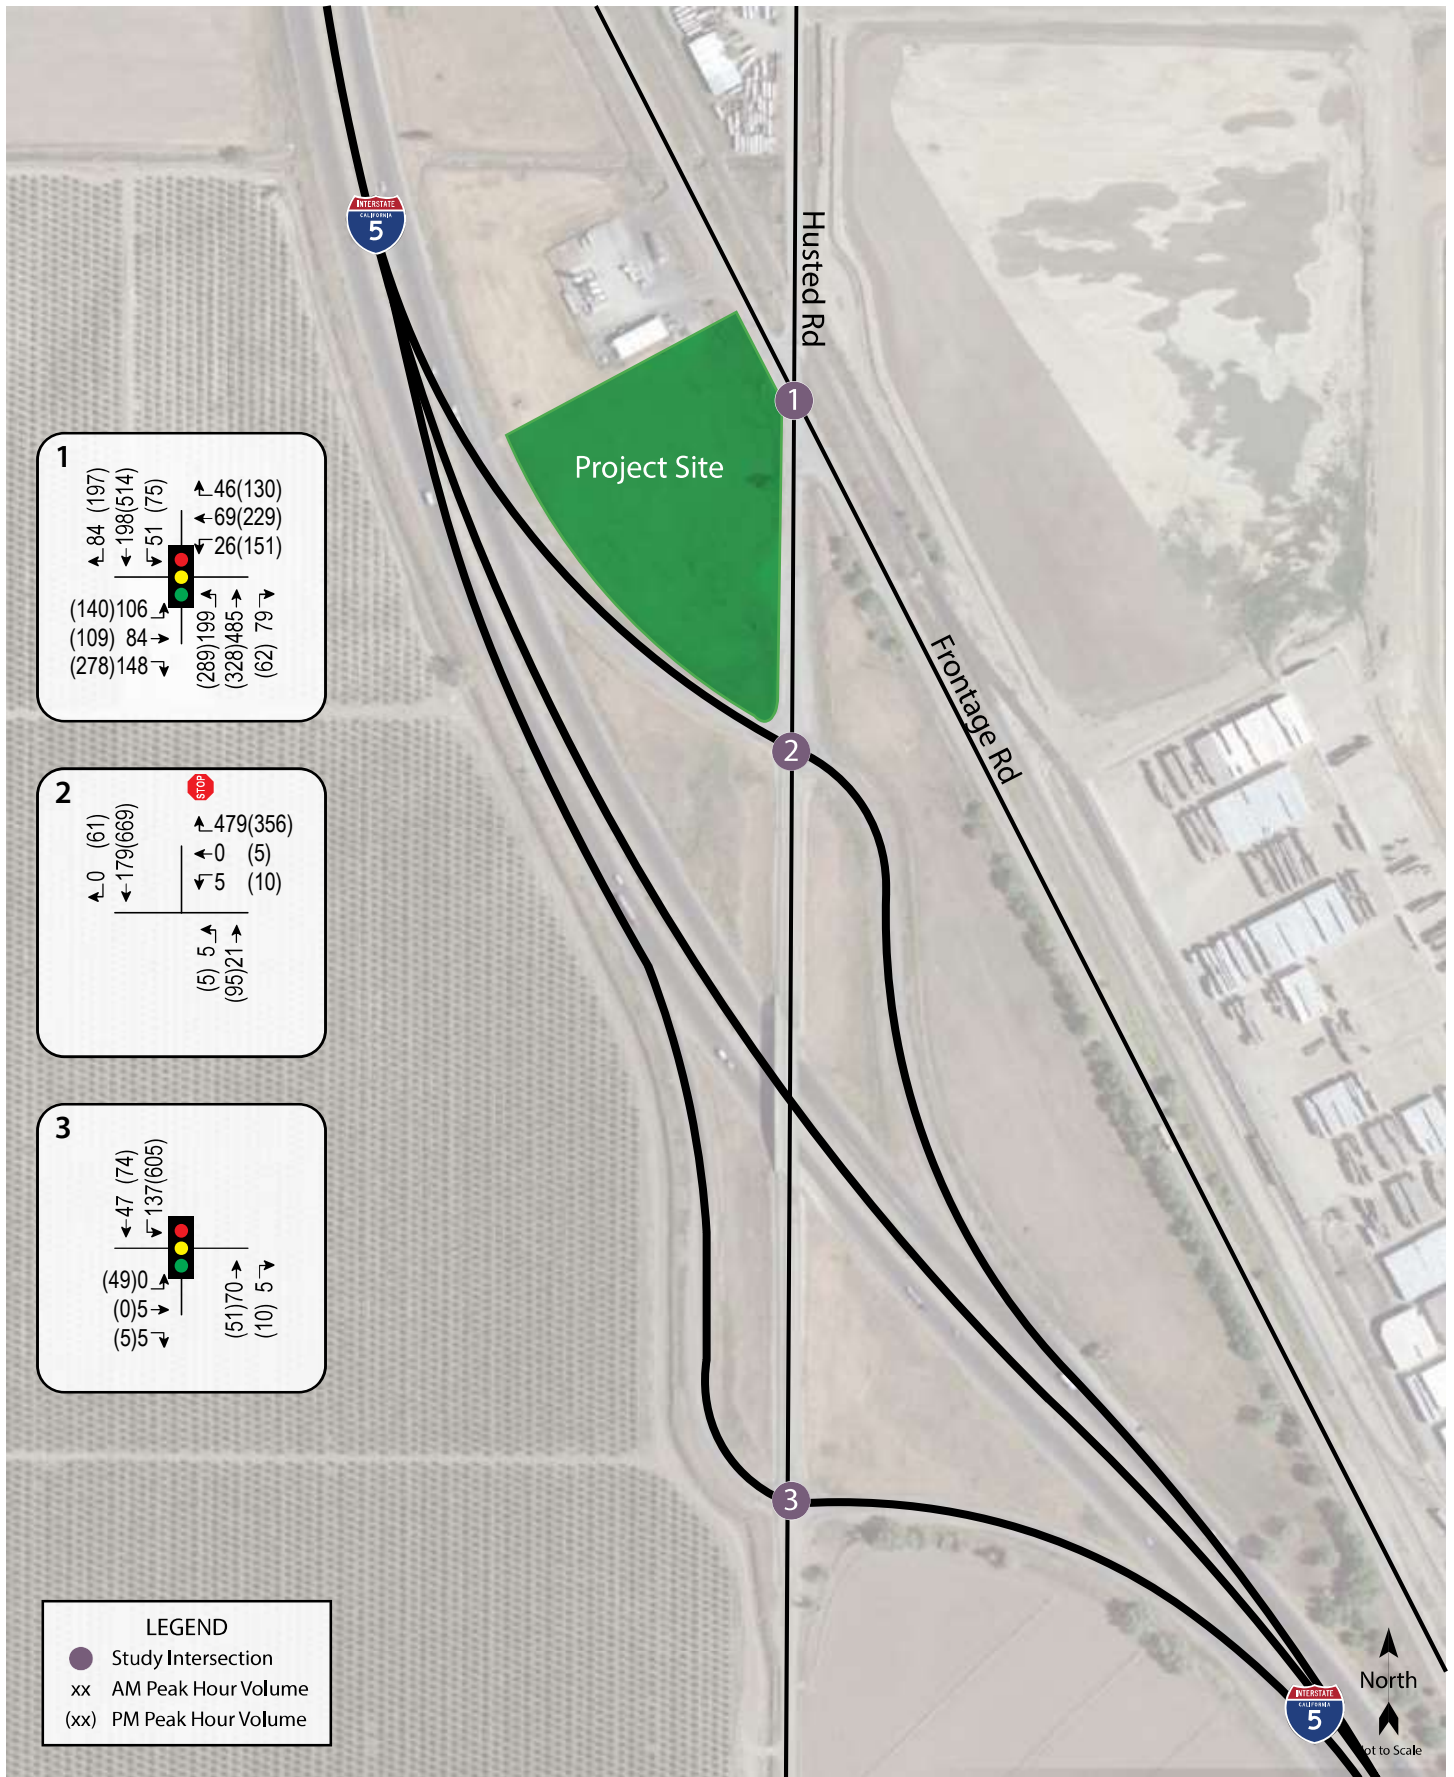 INTERSTATE
CALIFORNIA
5
Husted Rd
1
Project Site
2
Frontage Rd
3
1
84 (197)
198(514)
51 (75)
46(130)
69(229)
26(151)
(140)106
(109) 84
(278)148
(289)199
(328)485
(62) 79
2
STOP
0 (61)
179(669)
479(356)
0 (5)
5 (10)
(5) 5
(95)21
3
47 (74)
137(605)
(49)0
(0)5
(5)5
(51)70
(10) 5
LEGEND
Study Intersection
xx AM Peak Hour Volume
(xx) PM Peak Hour Volume
INTERSTATE
CALIFORNIA
5
North
ot to Scale